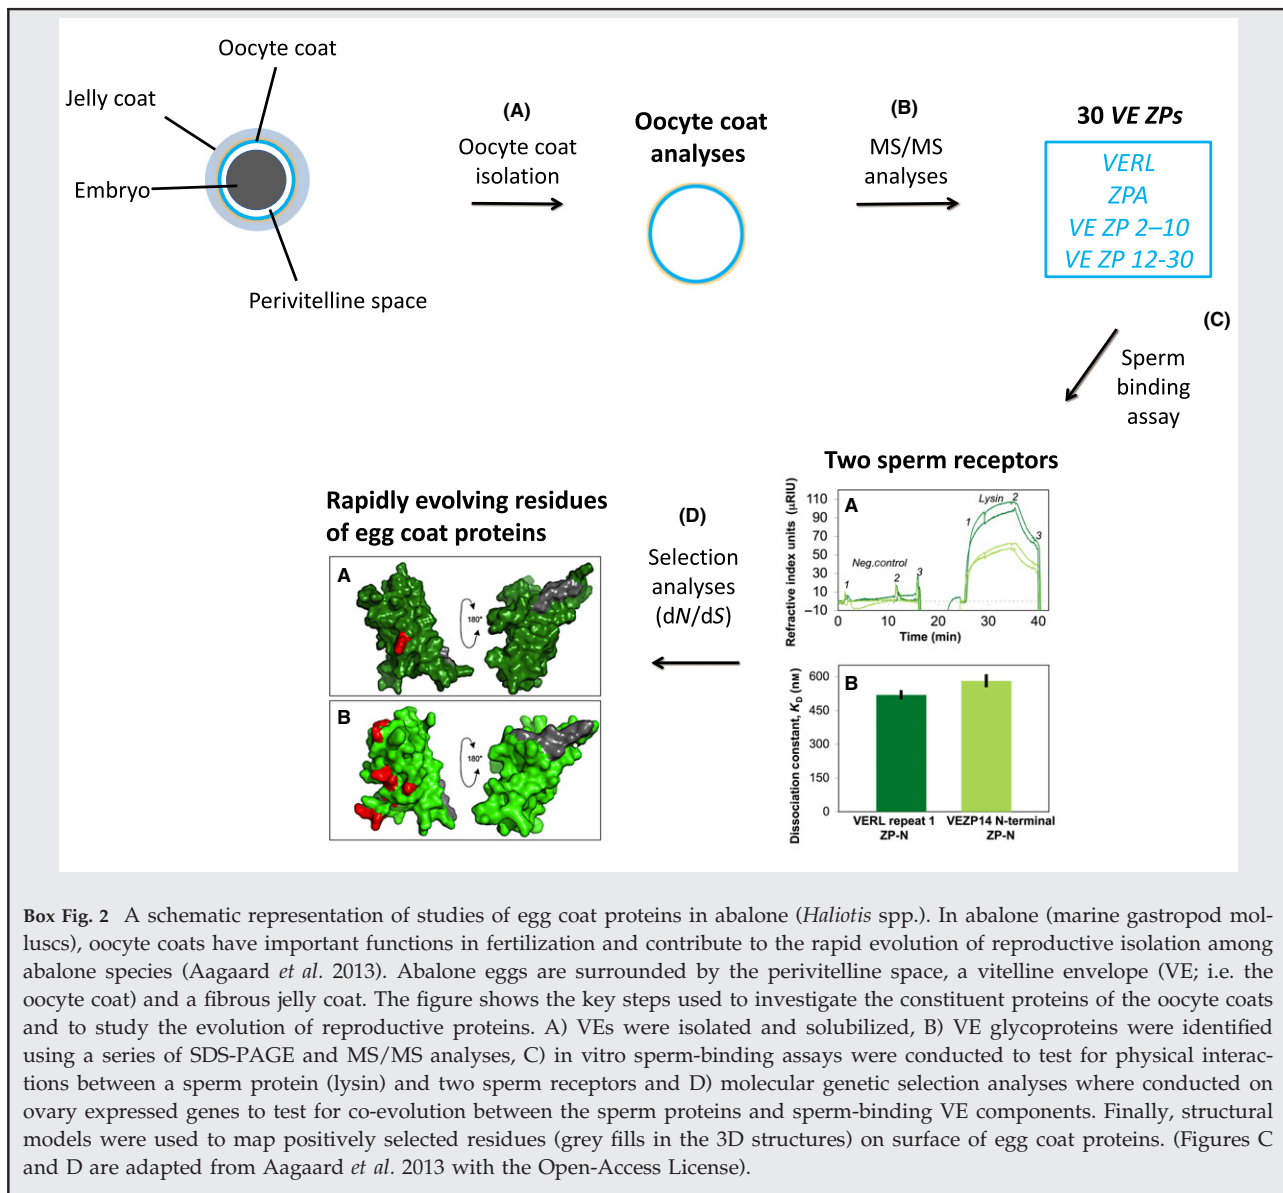 Oocyte coat
Jelly coat
Embryo
Perivitelline space
(A)
Oocyte coat
isolation
Oocyte coat
analyses
(B)
MS/MS
analyses
30 VE ZPs
VERL
ZPA
VE ZP 2–10
VE ZP 12-30
(C)
Sperm
binding
assay
Two sperm receptors
A
Refractive index units (µRIU)
110
90
70
50
30
10
–10
Neg.control
1
2
3
Lysin
1
2
3
0
10
20
30
40
Time (min)
B
Dissociation constant, KD (nM)
600
450
300
150
0
VERL repeat 1
ZP-N
VEZP14 N-terminal
ZP-N
(D)
Selection
analyses
(dN/dS)
Rapidly evolving residues
of egg coat proteins
A
180°
B
180°
Box Fig. 2 A schematic representation of studies of egg coat proteins in abalone (Haliotis spp.). In abalone (marine gastropod mol-
luscs), oocyte coats have important functions in fertilization and contribute to the rapid evolution of reproductive isolation among
abalone species (Aagaard et al. 2013). Abalone eggs are surrounded by the perivitelline space, a vitelline envelope (VE; i.e. the
oocyte coat) and a fibrous jelly coat. The figure shows the key steps used to investigate the constituent proteins of the oocyte coats
and to study the evolution of reproductive proteins. A) VEs were isolated and solubilized, B) VE glycoproteins were identified
using a series of SDS-PAGE and MS/MS analyses, C) in vitro sperm-binding assays were conducted to test for physical interac-
tions between a sperm protein (lysin) and two sperm receptors and D) molecular genetic selection analyses where conducted on
ovary expressed genes to test for co-evolution between the sperm proteins and sperm-binding VE components. Finally, structural
models were used to map positively selected residues (grey fills in the 3D structures) on surface of egg coat proteins. (Figures C
and D are adapted from Aagaard et al. 2013 with the Open-Access License).